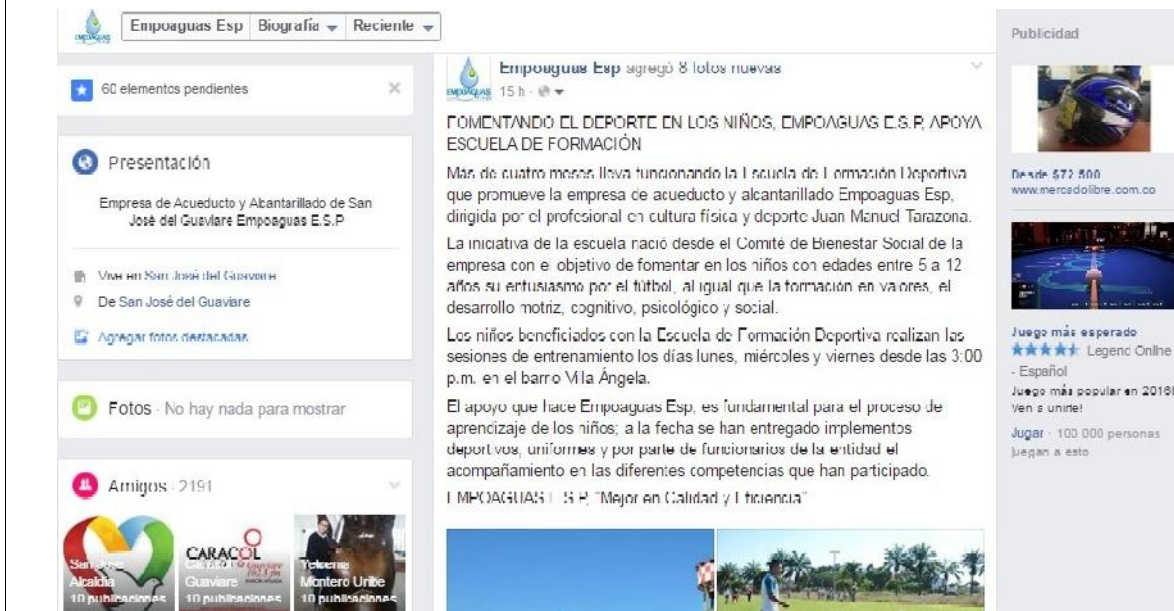 Empoaguas Esp Biografía Reciente
60 elementos pendientes
Presentación
Empresa de Acueducto y Alcantarillado de San
José del Guaviare Empoaguas E.S.P
Vive en San José del Guaviare
De San José del Guaviare
Agregar fotos destacadas
Fotos · No hay nada para mostrar
Amigos · 2191
San Jose
Alcaldia
10 publicaciones
CARACOL
Guaviare
Caracol
Guaviare
10 publicaciones
Yekenia
Montero Uribe
10 publicaciones
EMPOAGUAS
Empoaguas Esp agregó 8 fotos nuevas
15 h ·
FOMENTANDO EL DEPORTE EN LOS NIÑOS, EMPOAGUAS E.S.P, APOYA
ESCUELA DE FORMACIÓN
Más de cuatro meses lleva funcionando la Escuela de Formación Deportiva
que promueve la empresa de acueducto y alcantarillado Empoaguas Esp,
dirigida por el profesional en cultura física y deporte Juan Manuel Tarazona.
La iniciativa de la escuela nació desde el Comité de Bienestar Social de la
empresa con el objetivo de fomentar en los niños con edades entre 5 a 12
años su entusiasmo por el fútbol, al igual que la formación en valores, el
desarrollo motriz, cognitivo, psicológico y social.
Los niños beneficiados con la Escuela de Formación Deportiva realizan las
sesiones de entrenamiento los días lunes, miércoles y viernes desde las 3:00
p.m. en el barrio Villa Ángela.
El apoyo que hace Empoaguas Esp, es fundamental para el proceso de
aprendizaje de los niños; a la fecha se han entregado implementos
deportivos, uniformes y por parte de funcionarios de la entidad el
acompañamiento en las diferentes competencias que han participado.
EMPOAGUAS E.S.P, "Mejor en Calidad y Eficiencia"
Publicidad
Desde $72.500
www.mercadolibre.com.co
Juego más esperado
Legend Online
- Español
Juego más popular en 2016!
Ven a unirte!
Jugar · 100 000 personas
juegan a esto